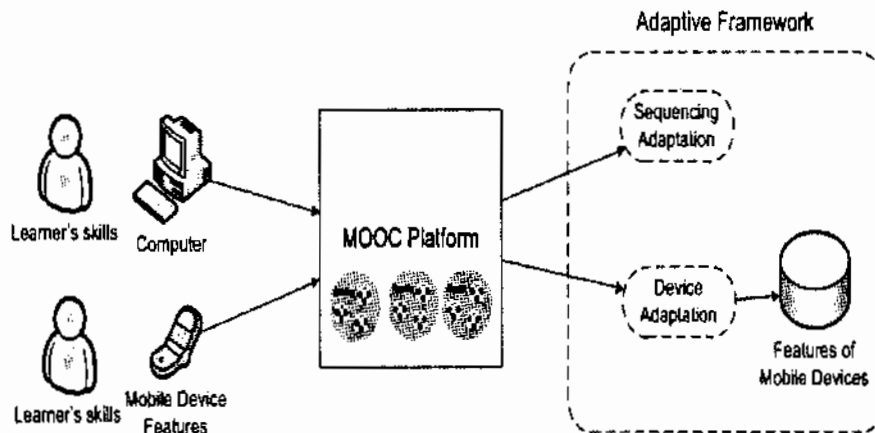 Adaptive Framework
Sequencing
Adaptation
Learner's skills
Computer
MOOC Platform
Device
Adaptation
Features of
Mobile Devices
Learner's skills
Mobile Device
Features